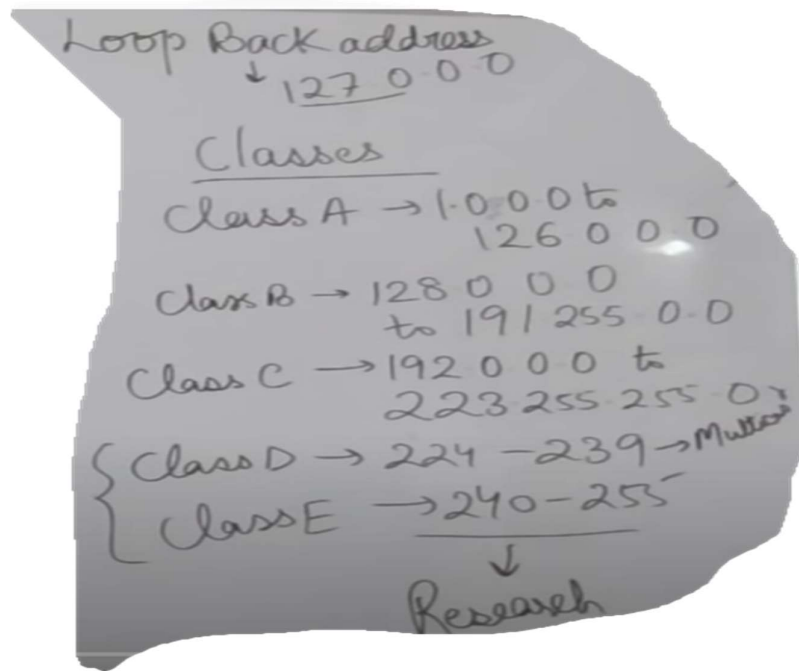 Loop Back address
↓ 127 0·0·0
Classes
Class A → 1·0·0·0 to
126 0 0 0
Class B → 128 0 0 0
to 191 255 0·0
Class C → 192 0 0 0 to
223·255·255·0
{ Class D → 224 - 239 →
Class E → 240 - 255
↓
Research